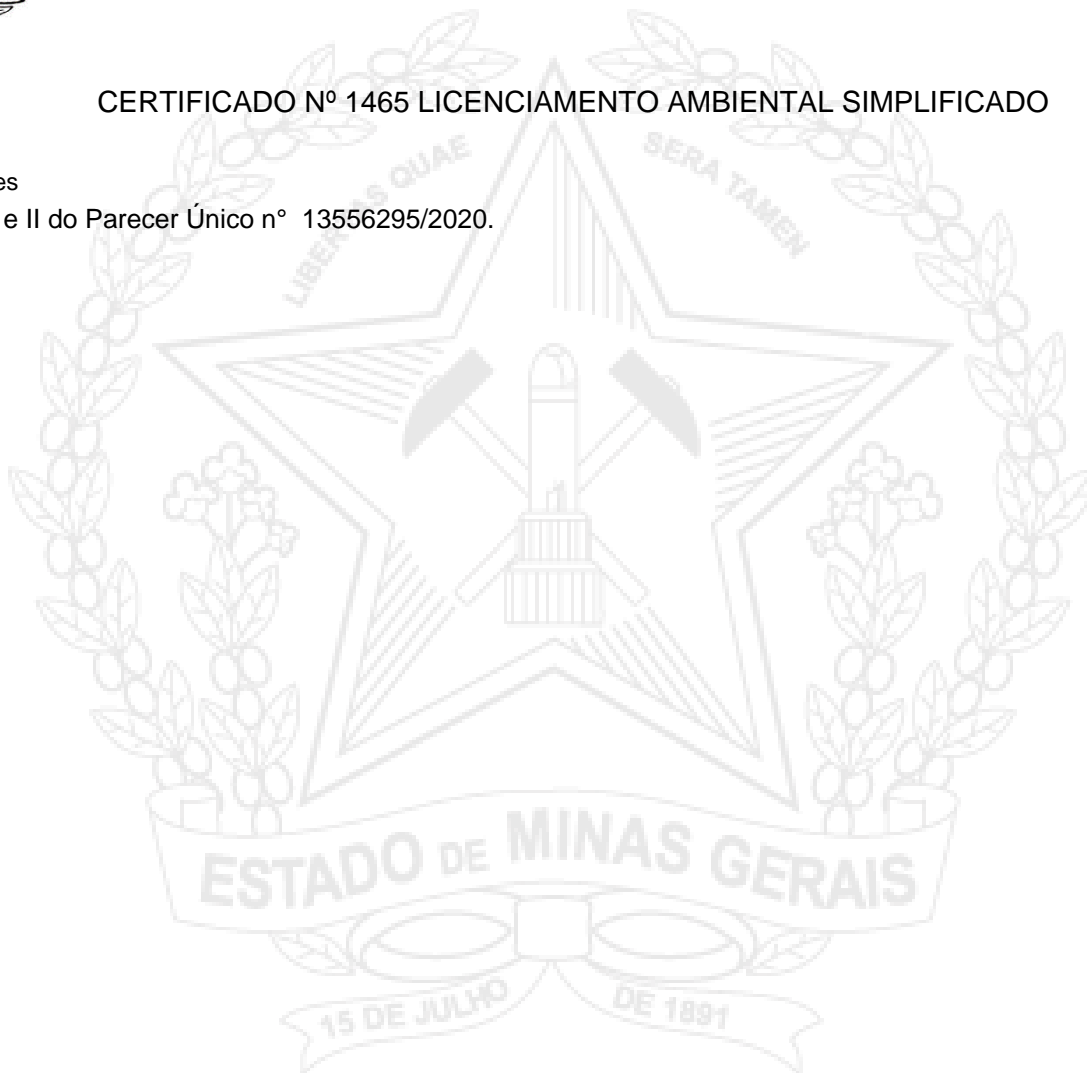 CERTIFICADO Nº 1465 LICENCIAMENTO AMBIENTAL SIMPLIFICADO
LIBERTAS QUAE SERA TAMEN
es
e II do Parecer Único n° 13556295/2020.
ESTADO DE MINAS GERAIS
15 DE JULHO DE 1891